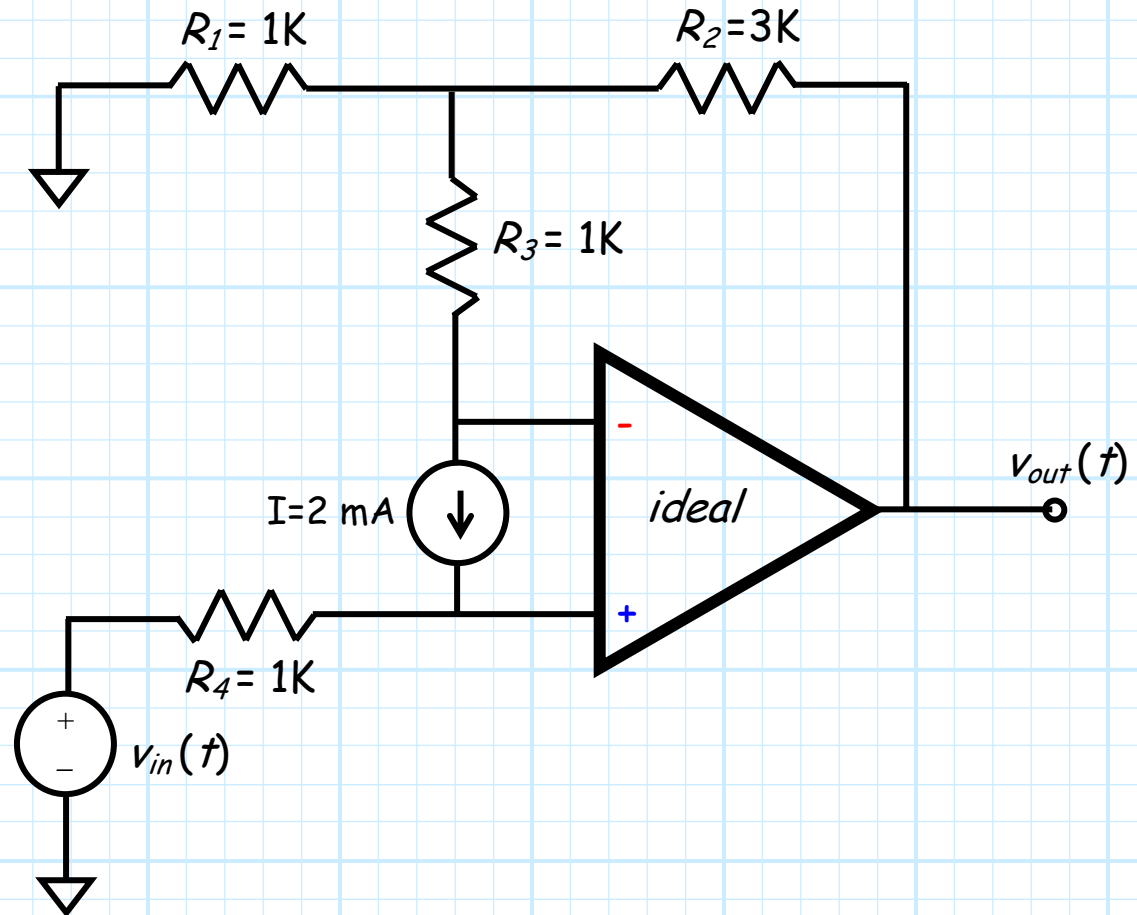 R₁= 1K
R₂=3K
R₃= 1K
-
vₒᵤₜ(t)
I=2 mA
ideal
+
R₄= 1K
+
vᵢₙ(t)
–